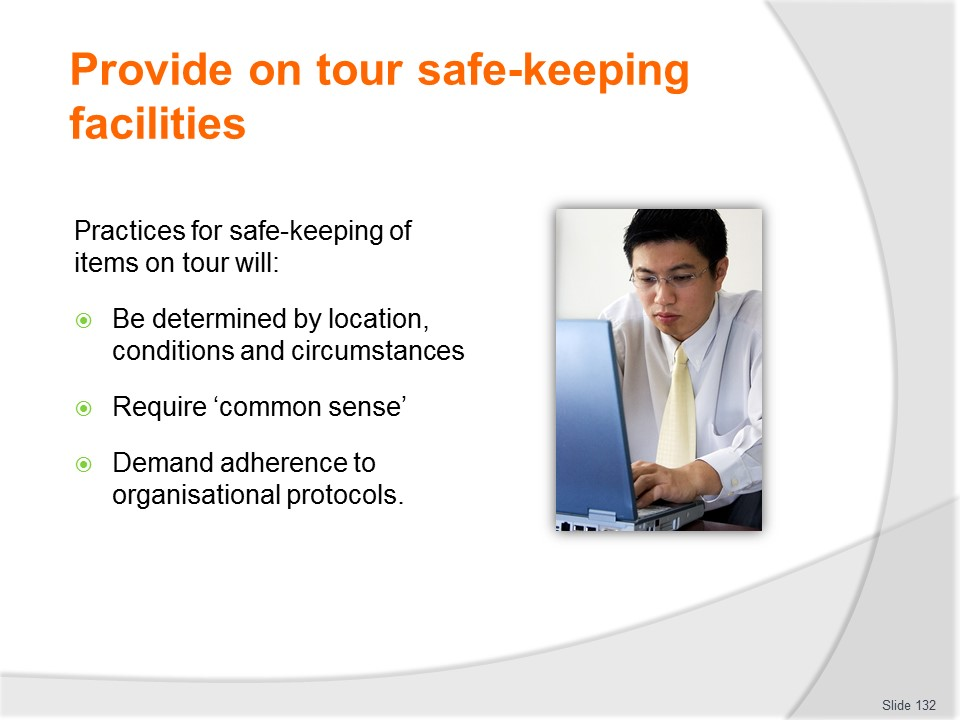 Provide on tour safe-keeping
facilities
Practices for safe-keeping of
items on tour will:
Be determined by location,
conditions and circumstances
Require ‘common sense’
Demand adherence to
organisational protocols.
Slide 132